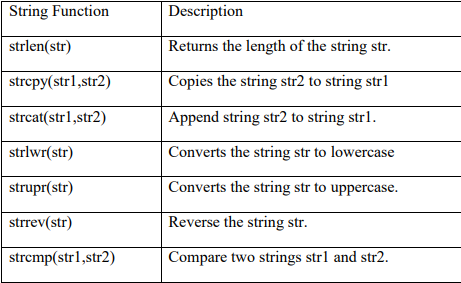 String Function Description
strlen(str) Returns the length of the string str.
strcpy(str1,str2) Copies the string str2 to string str1
strcat(str1,str2) Append string str2 to string str1.
strlwr(str) Converts the string str to lowercase
strupr(str) Converts the string str to uppercase.
strrev(str) Reverse the string str.
strcmp(str1,str2) Compare two strings str1 and str2.